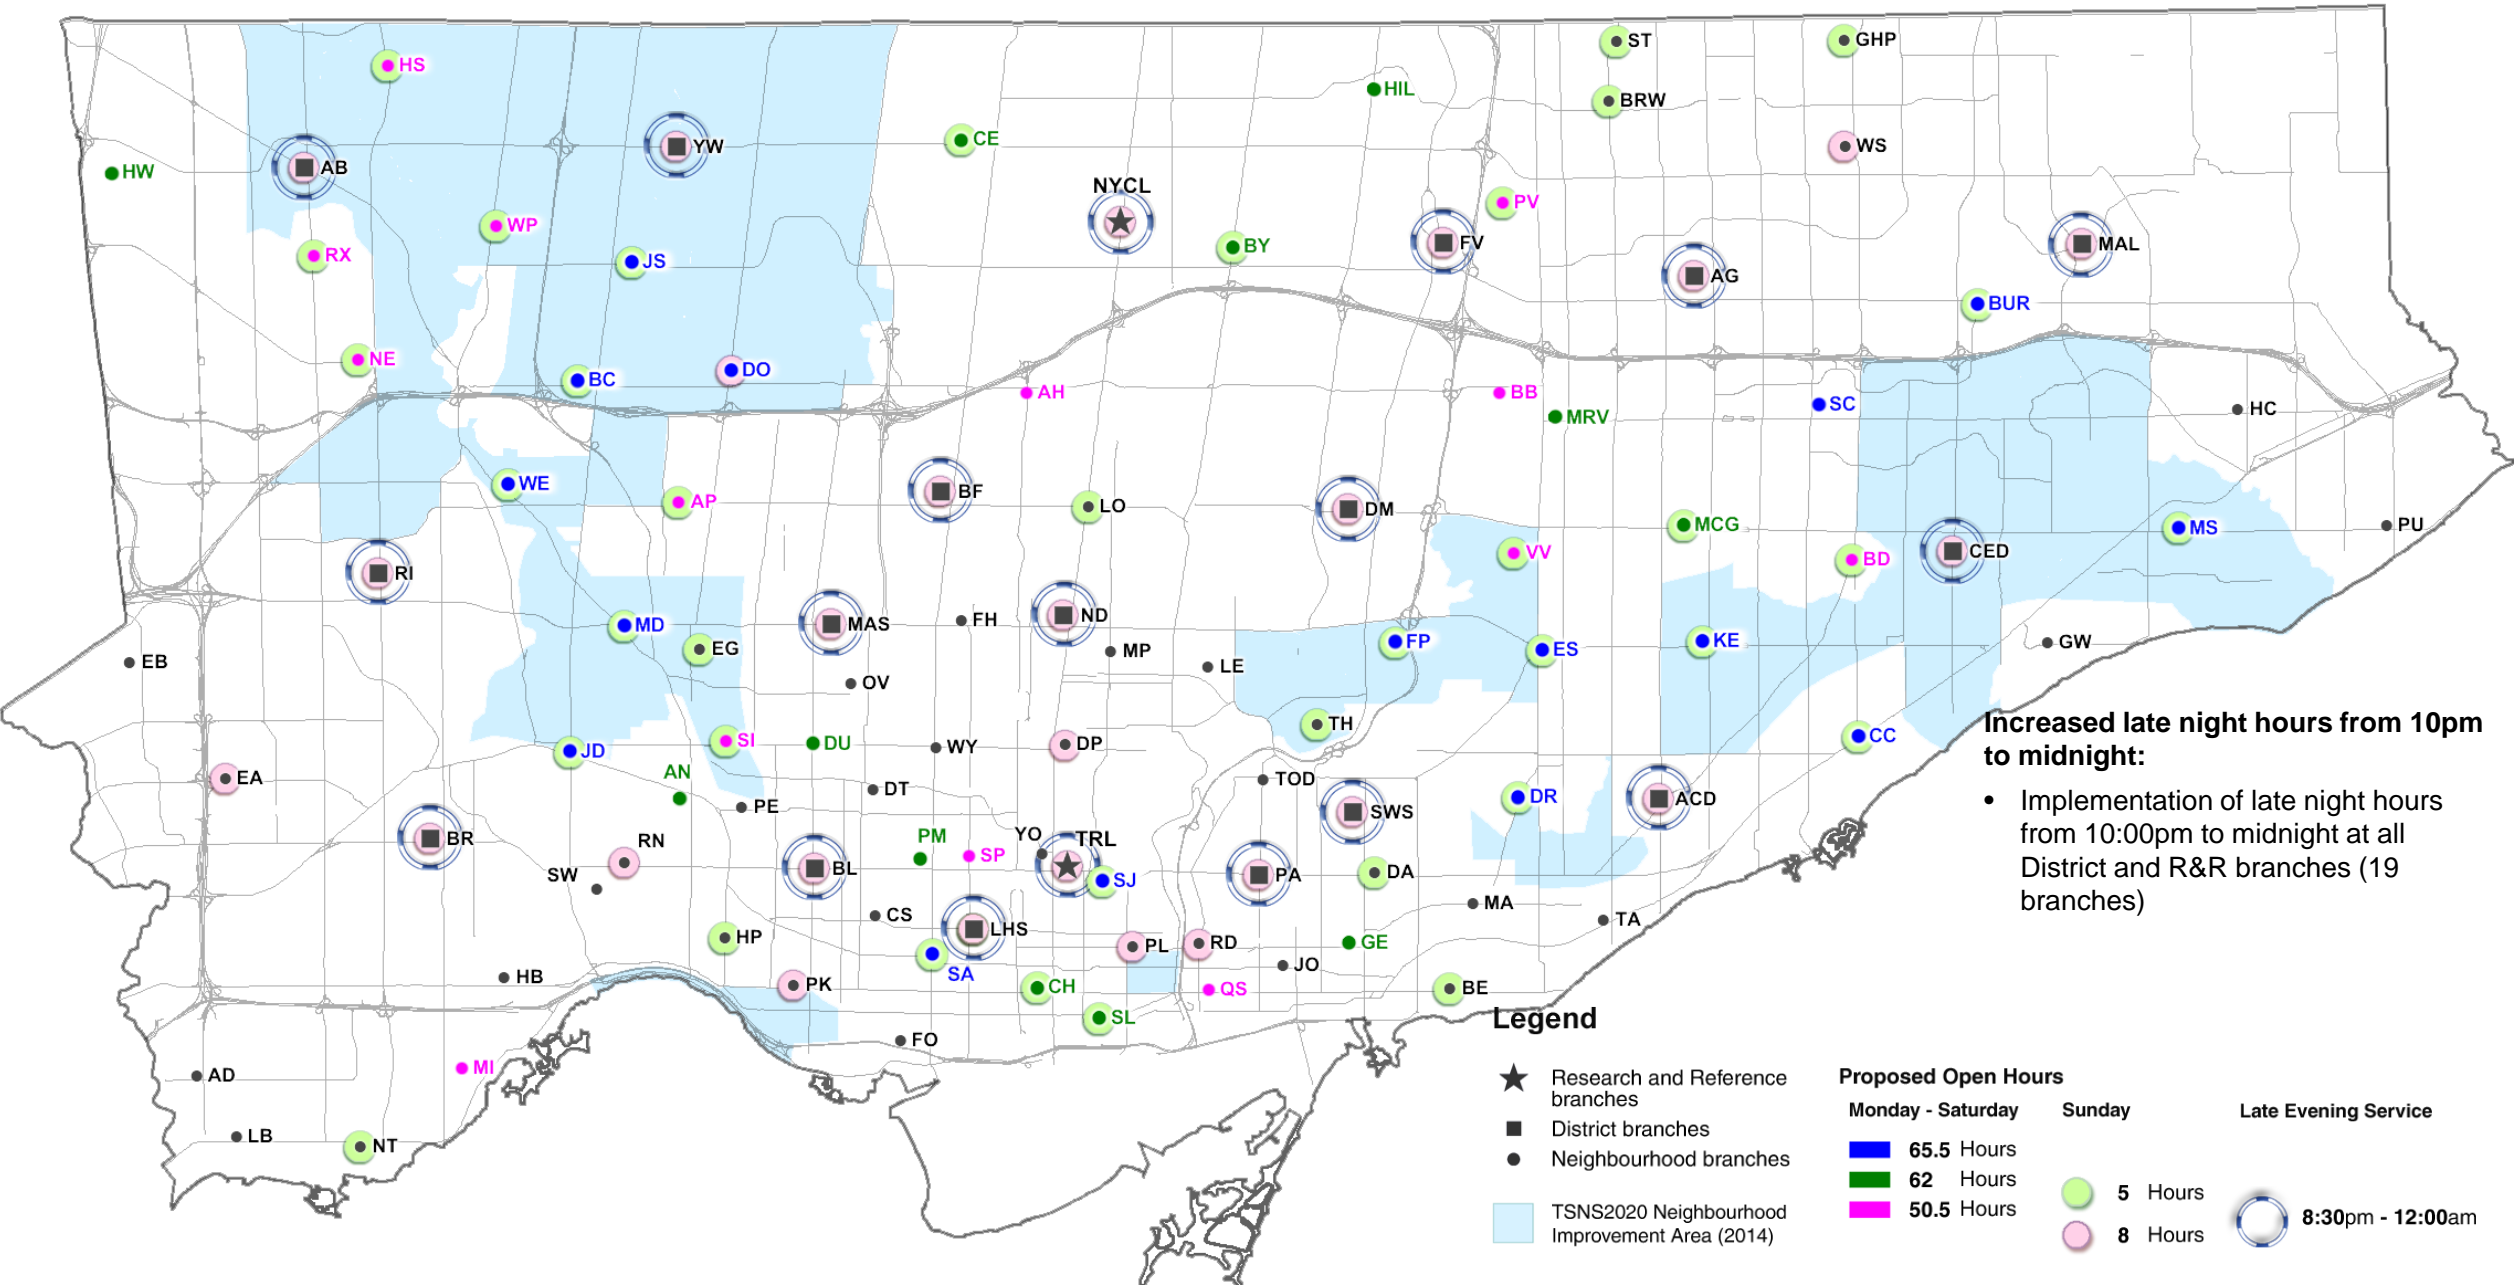 ST
GHP
HS
HIL
BRW
CE
YW
WS
AB
HW
NYCL
PV
WP
FV
MAL
BY
RX
JS
AG
BUR
NE
DO
BC
AH
BB
SC
HC
MRV
WE
BF
AP
LO
DM
MCG
MS
PU
VV
CED
BD
RI
ND
FH
MAS
MD
FP
KE
GW
EG
MP
ES
EB
LE
OV
Increased late night hours from 10pm
to midnight:
• Implementation of late night hours
from 10:00pm to midnight at all
District and R&R branches (19
branches)
TH
CC
SI
DU
WY
DP
JD
AN
EA
TOD
DT
DR
ACD
PE
SWS
PM
YO
TRL
BR
RN
SP
BL
SW
SJ
PA
DA
MA
CS
TA
LHS
HP
PL
RD
GE
JO
SA
HB
PK
CH
QS
BE
SL
FO
MI
AD
LB
NT
Legend
Research and Reference
branches
District branches
Neighbourhood branches
TSNS2020 Neighbourhood
Improvement Area (2014)
Proposed Open Hours
Monday - Saturday
65.5 Hours
62 Hours
50.5 Hours
Sunday
5 Hours
8 Hours
Late Evening Service
8:30pm - 12:00am